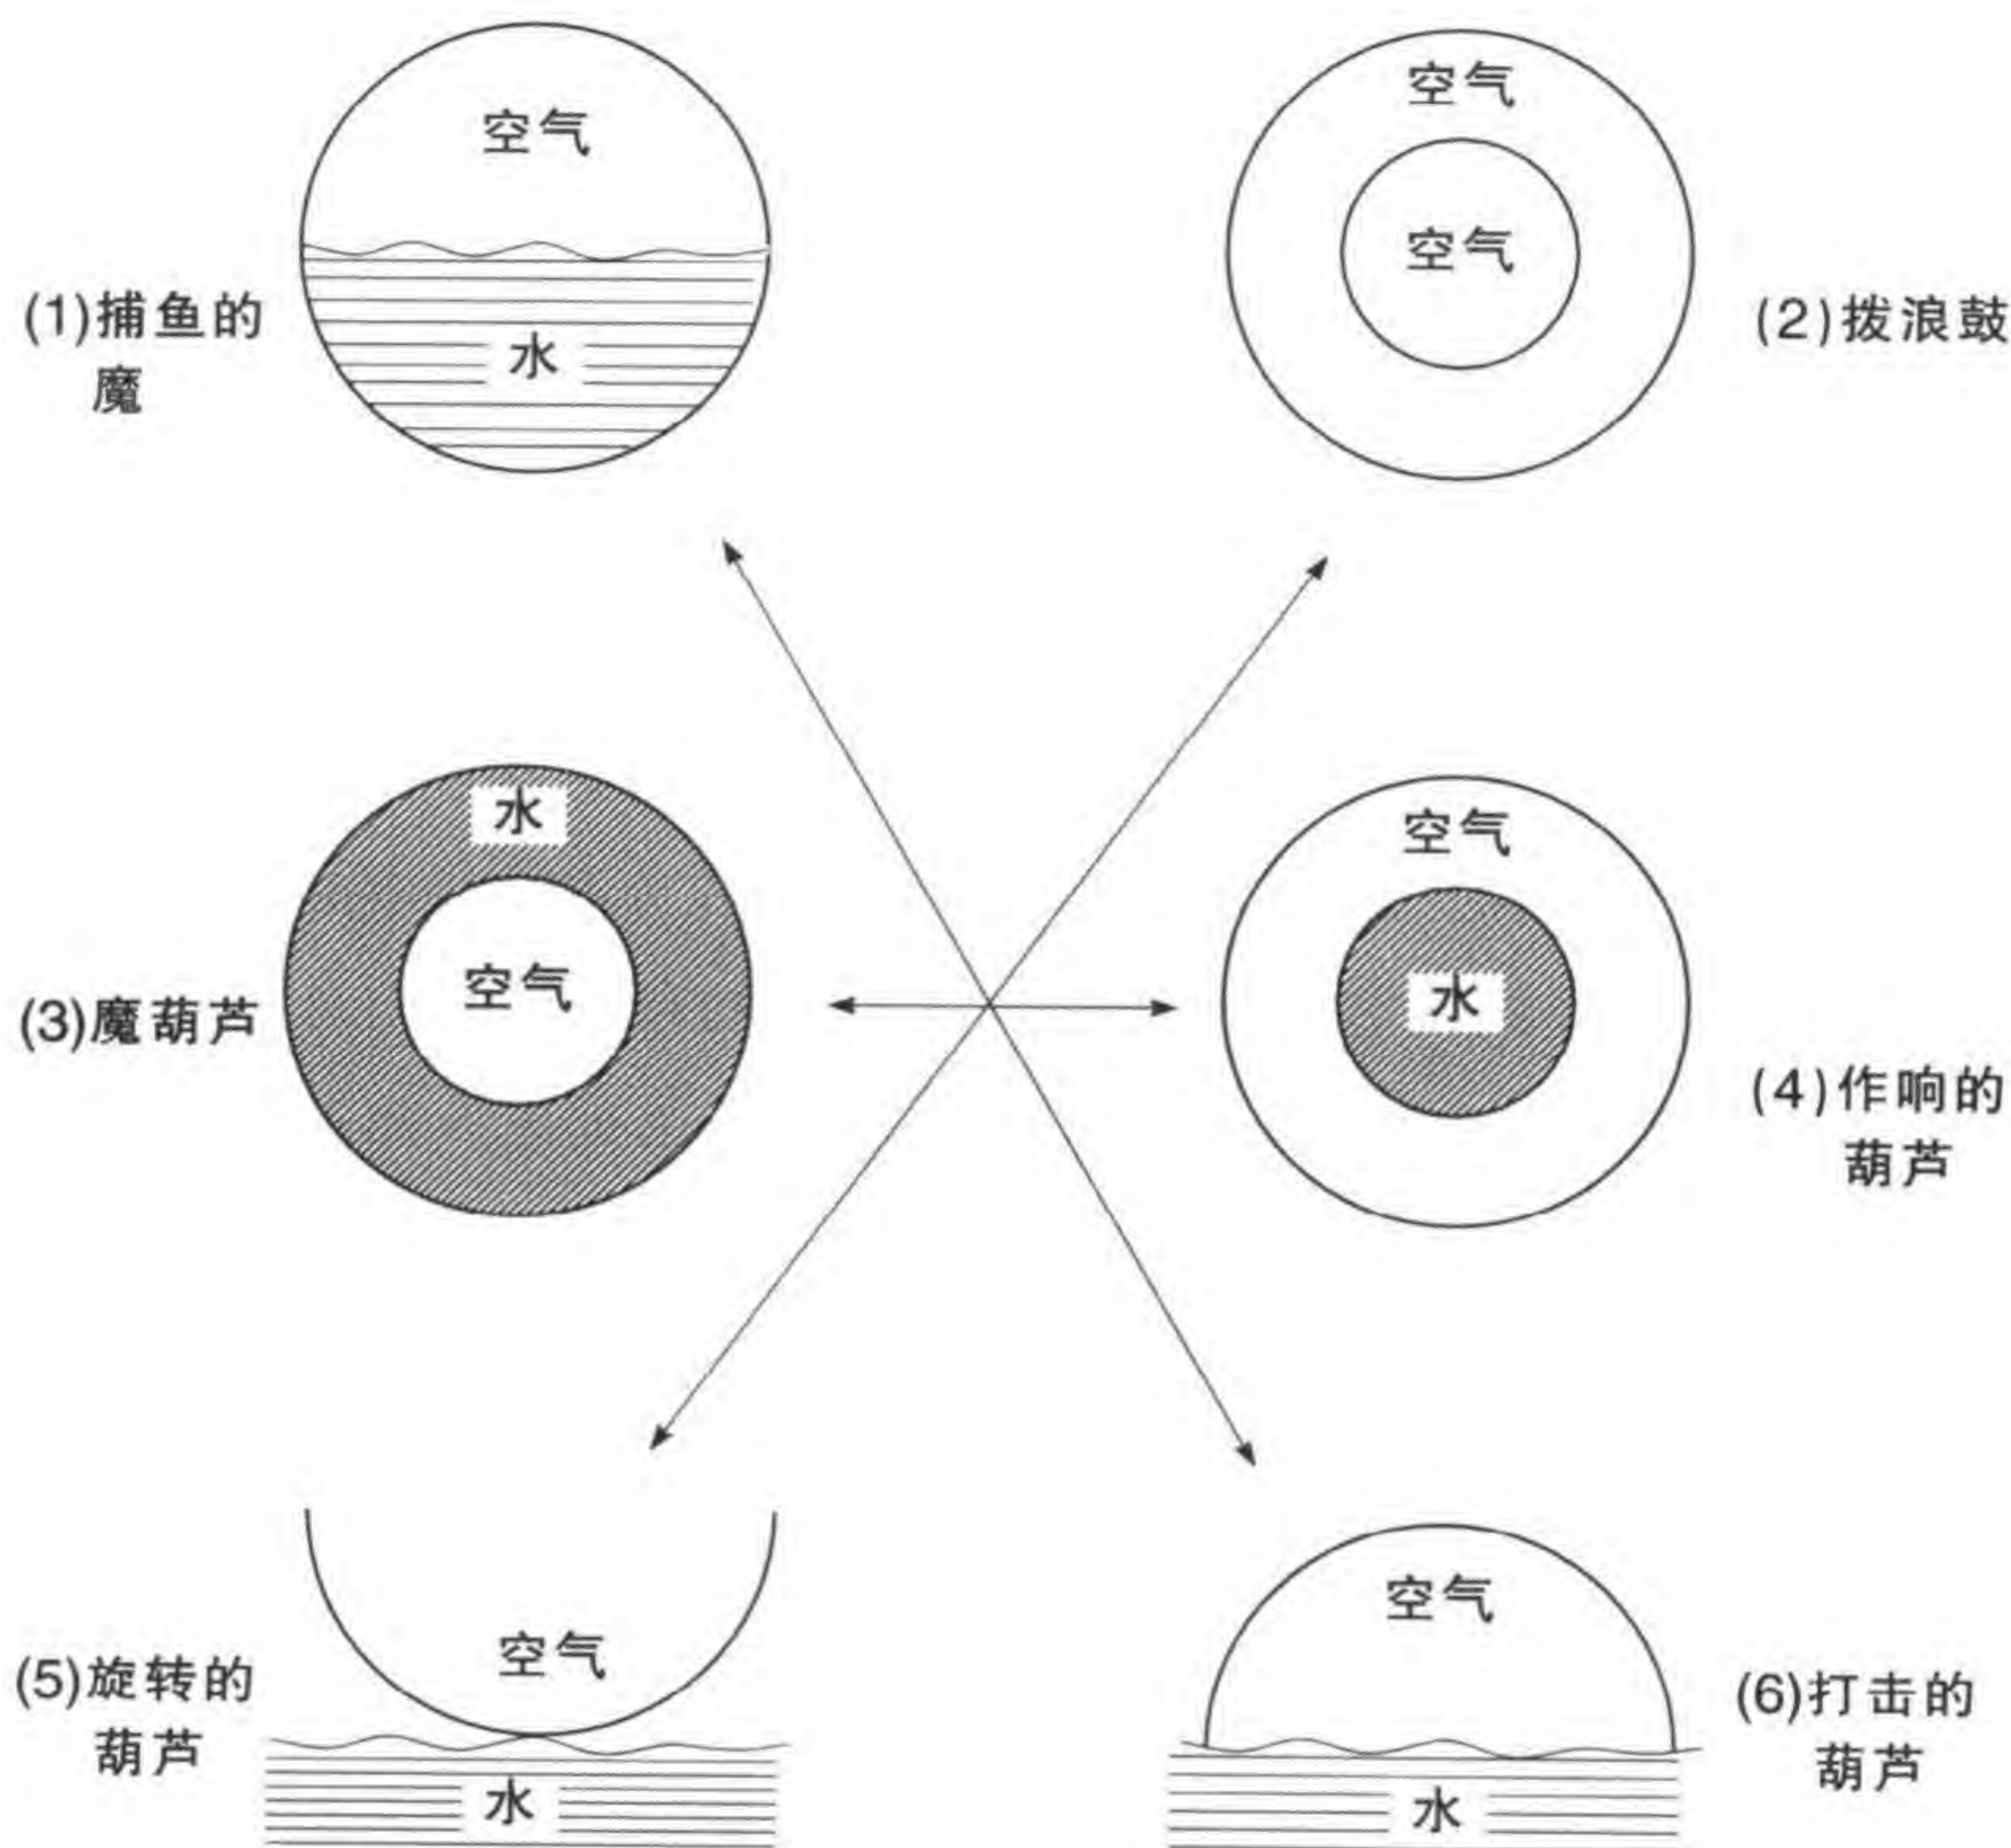 空气
水
(1)捕鱼的
魔
空气
空气
(2)拨浪鼓
水
空气
(3)魔葫芦
空气
水
(4)作响的
葫芦
空气
水
(5)旋转的
葫芦
空气
水
(6)打击的
葫芦